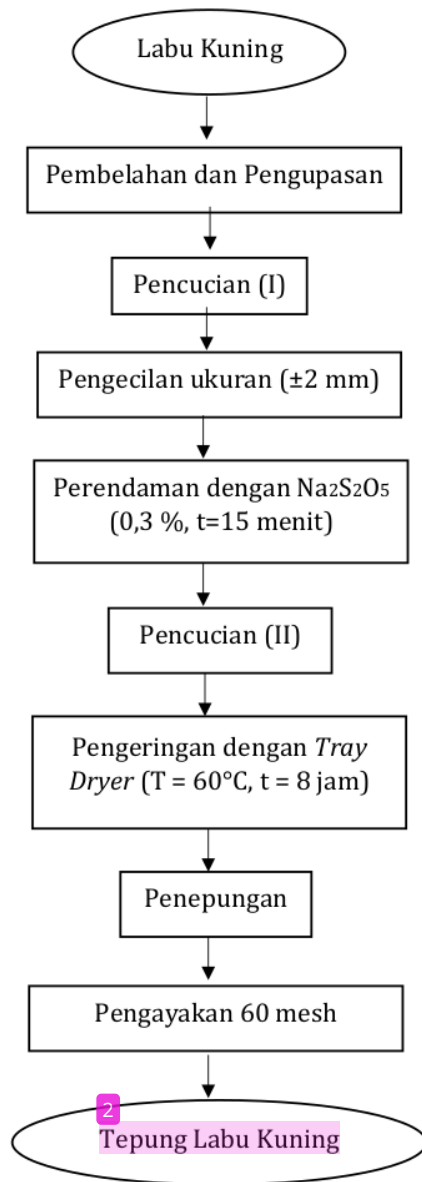 Labu Kuning
Pembelahan dan Pengupasan
Pencucian (I)
Pengecilan ukuran (±2 mm)
Perendaman dengan Na₂S₂O₅
(0,3 %, t=15 menit)
Pencucian (II)
Pengeringan dengan Tray
Dryer (T = 60°C, t = 8 jam)
Penepungan
Pengayakan 60 mesh
2
Tepung Labu Kuning